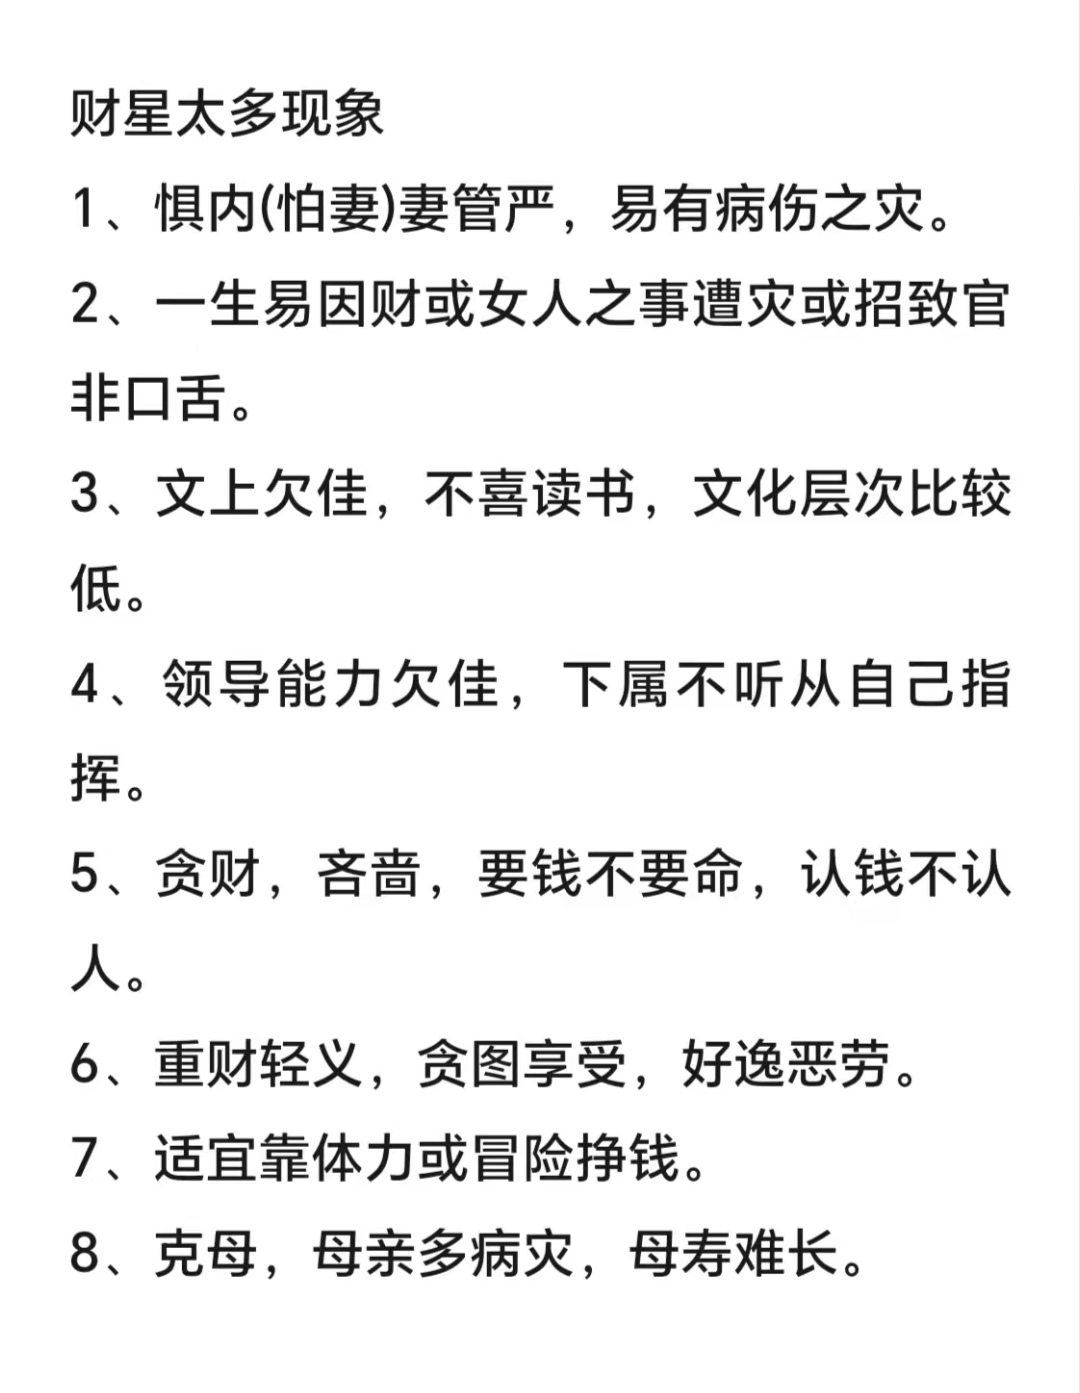 财星太多现象
1、惧内(怕妻)妻管严，易有病伤之灾。
2、一生易因财或女人之事遭灾或招致官
非口舌。
3、文上欠佳，不喜读书，文化层次比较
低。
4、领导能力欠佳，下属不听从自己指
挥。
5、贪财，吝啬，要钱不要命，认钱不认
人。
6、重财轻义，贪图享受，好逸恶劳。
7、适宜靠体力或冒险挣钱。
8、克母，母亲多病灾，母寿难长。